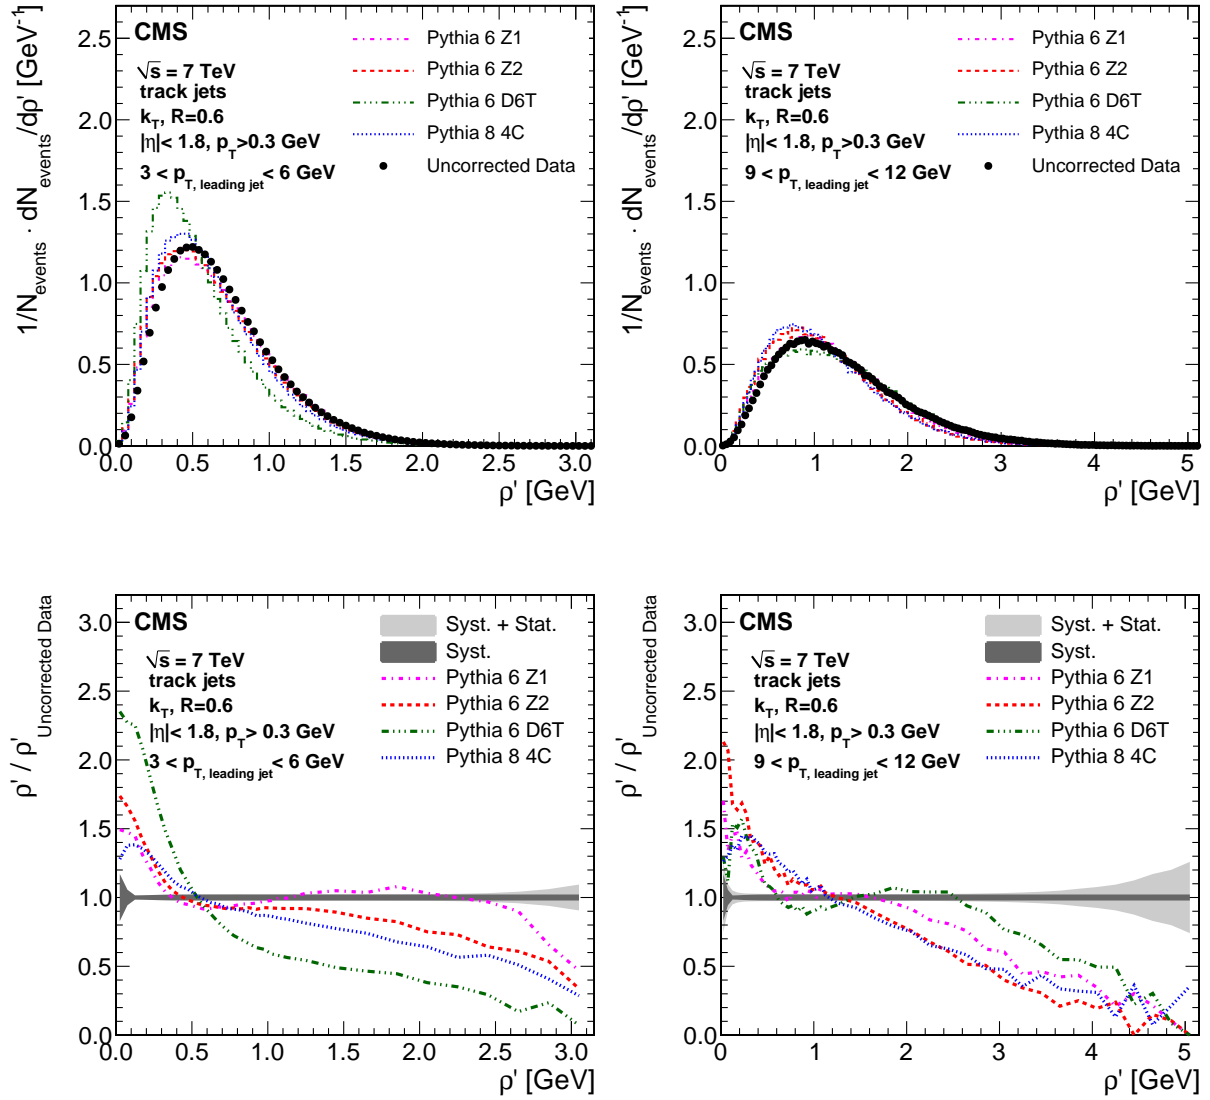 1/N_events · dN_events/dρ' [GeV⁻¹]
2.5
2.0
1.5
1.0
0.5
0.0
CMS
√s = 7 TeV
track jets
k_T, R=0.6
|η|< 1.8, p_T>0.3 GeV
3 < p_T, leading jet < 6 GeV
Pythia 6 Z1
Pythia 6 Z2
Pythia 6 D6T
Pythia 8 4C
Uncorrected Data
0.0 0.5 1.0 1.5 2.0 2.5 3.0
ρ' [GeV]
1/N_events · dN_events/dρ' [GeV⁻¹]
2.5
2.0
1.5
1.0
0.5
0.0
CMS
√s = 7 TeV
track jets
k_T, R=0.6
|η|< 1.8, p_T>0.3 GeV
9 < p_T, leading jet < 12 GeV
Pythia 6 Z1
Pythia 6 Z2
Pythia 6 D6T
Pythia 8 4C
Uncorrected Data
0 1 2 3 4 5
ρ' [GeV]
ρ' / ρ'_Uncorrected Data
3.0
2.5
2.0
1.5
1.0
0.5
0.0
CMS
√s = 7 TeV
track jets
k_T, R=0.6
|η|< 1.8, p_T> 0.3 GeV
3 < p_T, leading jet < 6 GeV
Syst. + Stat.
Syst.
Pythia 6 Z1
Pythia 6 Z2
Pythia 6 D6T
Pythia 8 4C
0.0 0.5 1.0 1.5 2.0 2.5 3.0
ρ' [GeV]
ρ' / ρ'_Uncorrected Data
3.0
2.5
2.0
1.5
1.0
0.5
0.0
CMS
√s = 7 TeV
track jets
k_T, R=0.6
|η|< 1.8, p_T> 0.3 GeV
9 < p_T, leading jet < 12 GeV
Syst. + Stat.
Syst.
Pythia 6 Z1
Pythia 6 Z2
Pythia 6 D6T
Pythia 8 4C
0 1 2 3 4 5
ρ' [GeV]